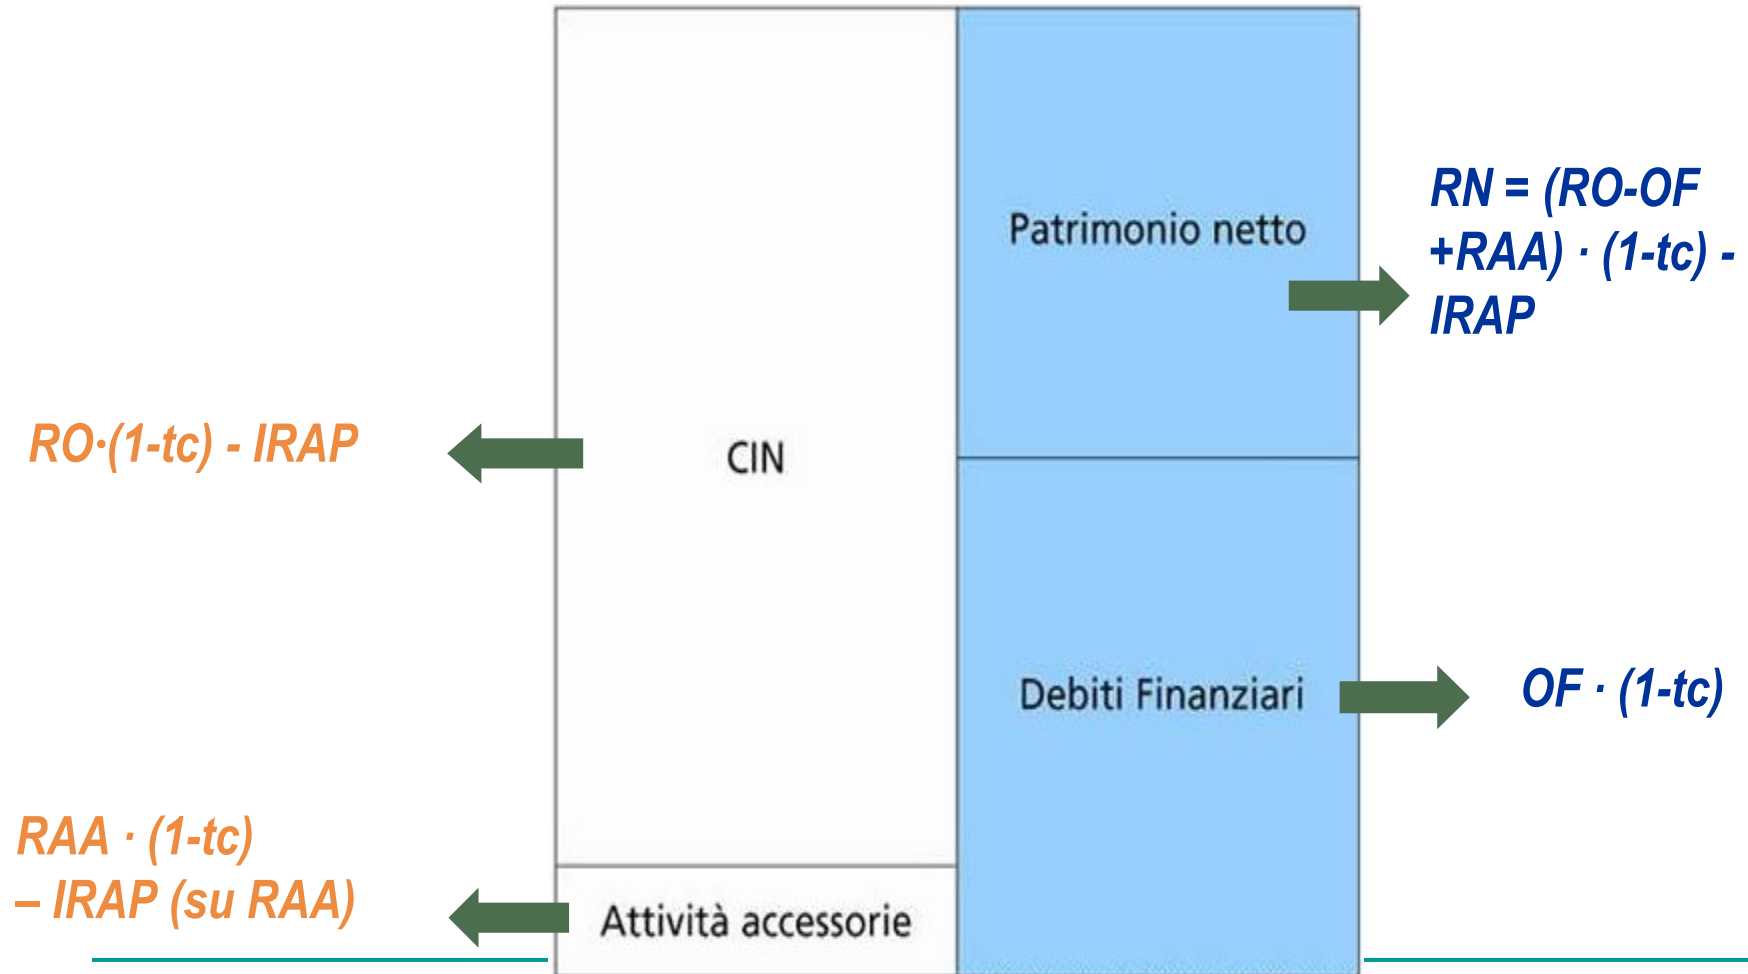 RO·(1-tc) - IRAP
RAA · (1-tc)
– IRAP (su RAA)
CIN
Attività accessorie
Patrimonio netto
Debiti Finanziari
RN = (RO-OF
+RAA) · (1-tc) -
IRAP
OF · (1-tc)